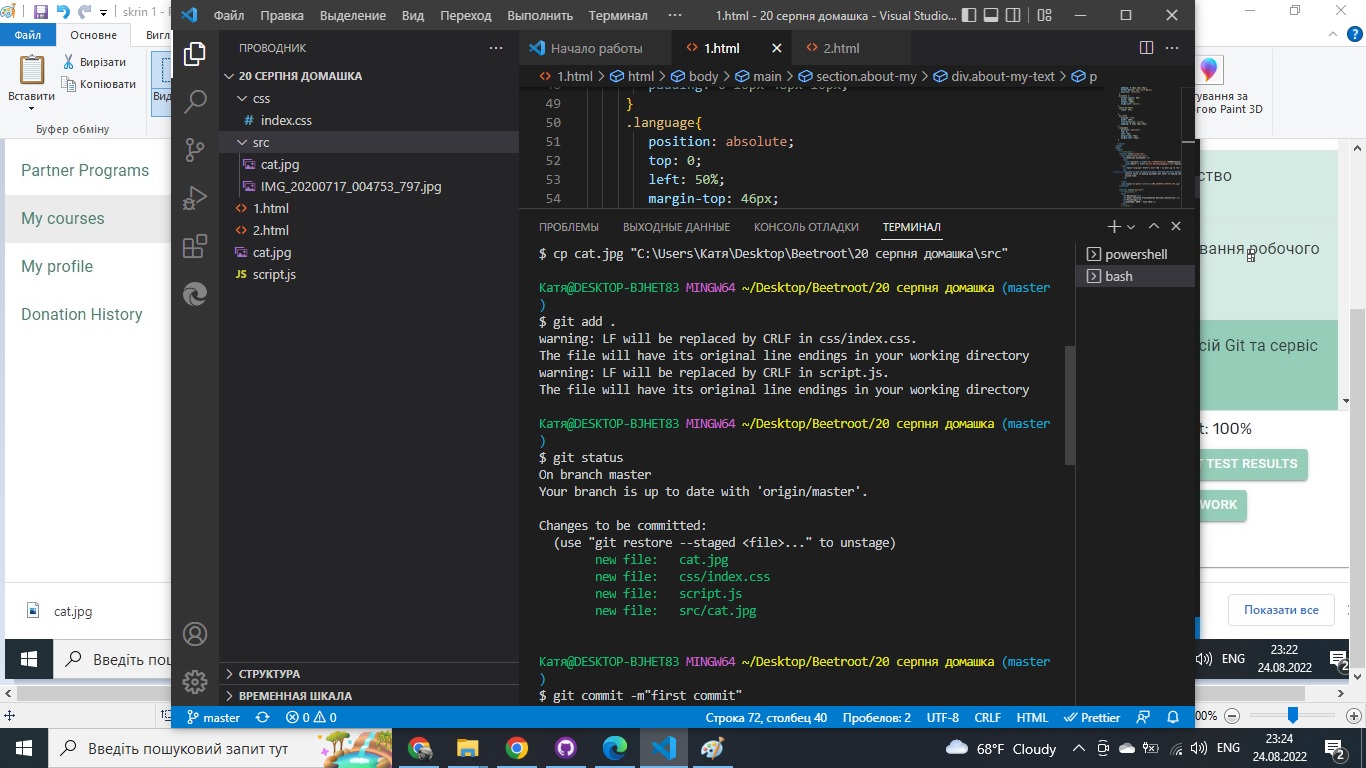 skrin 1 - P
Файл Правка Выделение Вид Переход Выполнить Терминал ··· 1.html - 20 серпня домашка - Visual Studio...
Файл Основне Вигл
Вставити
Вирізати
Копіювати
Вид
Буфер обміну
ування за
гою Paint 3D
ПРОВОДНИК ···
20 СЕРПНЯ ДОМАШКА
css
# index.css
src
cat.jpg
IMG_20200717_004753_797.jpg
<> 1.html
<> 2.html
cat.jpg
JS script.js
СТРУКТУРА
ВРЕМЕННАЯ ШКАЛА
Partner Programs
My courses
My profile
Donation History
cat.jpg
Введіть пош
Начало работы <> 1.html <> 2.html
<> 1.html > html > body > main > section.about-my > div.about-my-text > p
49 }
50 .language{
51 position: absolute;
52 top: 0;
53 left: 50%;
54 margin-top: 46px;
ПРОБЛЕМЫ ВЫХОДНЫЕ ДАННЫЕ КОНСОЛЬ ОТЛАДКИ ТЕРМИНАЛ
powershell
bash
$ cp cat.jpg "C:\Users\Катя\Desktop\Beetroot\20 серпня домашка\src"
Катя@DESKTOP-BJHET83 MINGW64 ~/Desktop/Beetroot/20 серпня домашка (master
)
$ git add .
warning: LF will be replaced by CRLF in css/index.css.
The file will have its original line endings in your working directory
warning: LF will be replaced by CRLF in script.js.
The file will have its original line endings in your working directory
Катя@DESKTOP-BJHET83 MINGW64 ~/Desktop/Beetroot/20 серпня домашка (master
)
$ git status
On branch master
Your branch is up to date with 'origin/master'.
Changes to be committed:
(use "git restore --staged <file>..." to unstage)
new file: cat.jpg
new file: css/index.css
new file: script.js
new file: src/cat.jpg
Катя@DESKTOP-BJHET83 MINGW64 ~/Desktop/Beetroot/20 серпня домашка (master
)
$ git commit -m"first commit"
ство
вання робочого
сій Git та сервіс
t: 100%
TEST RESULTS
WORK
Показати все
ENG 23:22
24.08.2022 2
master 0 0 Строка 72, столбец 40 Пробелов: 2 UTF-8 CRLF HTML Prettier
00%
Введіть пошуковий запит тут
68°F Cloudy ENG 23:24
24.08.2022 2